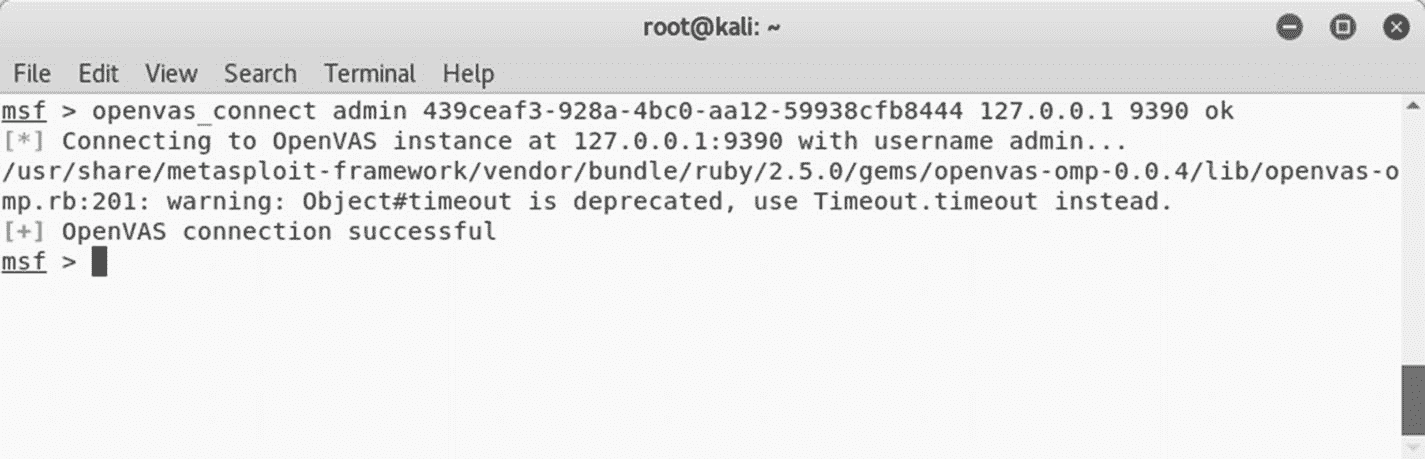 root@kali: ~
File Edit View Search Terminal Help
msf > openvas_connect admin 439ceaf3-928a-4bc0-aa12-59938cfb8444 127.0.0.1 9390 ok
[*] Connecting to OpenVAS instance at 127.0.0.1:9390 with username admin...
/usr/share/metasploit-framework/vendor/bundle/ruby/2.5.0/gems/openvas-omp-0.0.4/lib/openvas-o
mp.rb:201: warning: Object#timeout is deprecated, use Timeout.timeout instead.
[+] OpenVAS connection successful
msf >